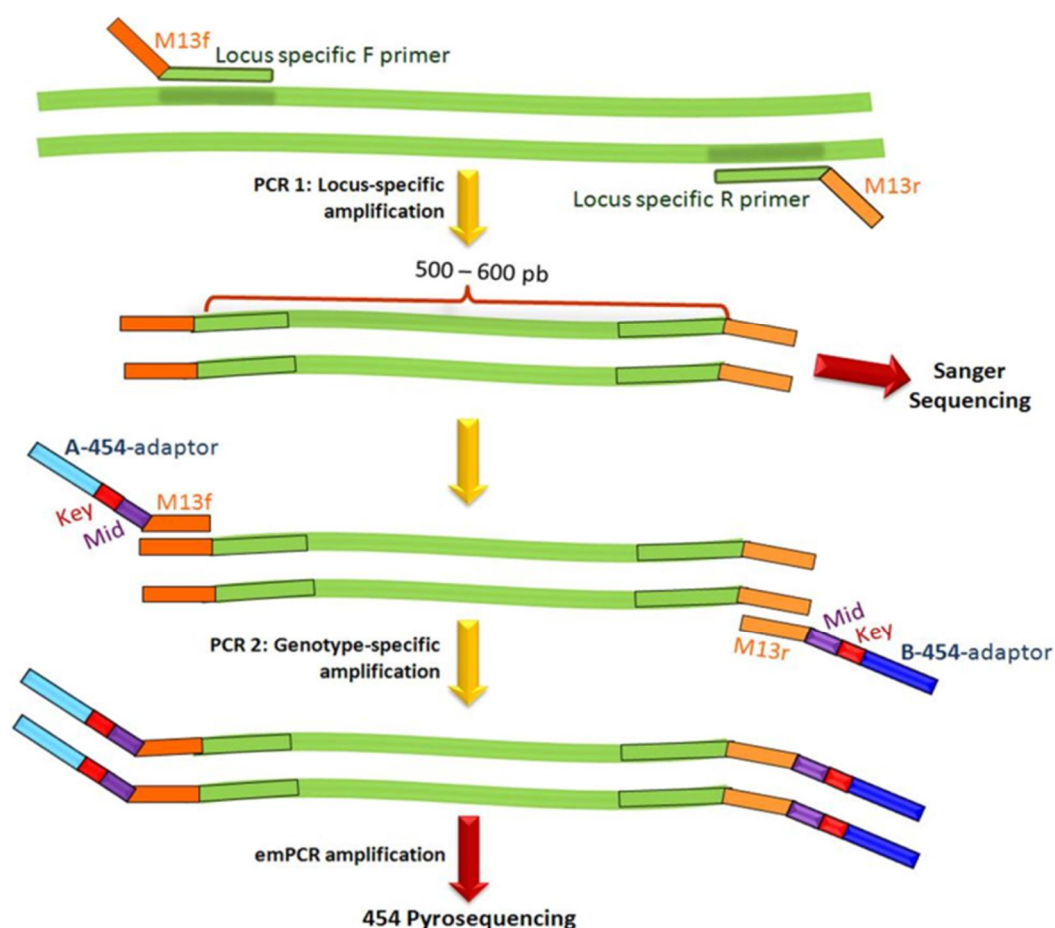 M13f
Locus specific F primer
PCR 1: Locus-specific
amplification
Locus specific R primer
M13r
500 – 600 pb
Sanger
Sequencing
A-454-adaptor
Key
Mid
M13f
PCR 2: Genotype-specific
amplification
M13r
Mid
Key
B-454-adaptor
emPCR amplification
454 Pyrosequencing